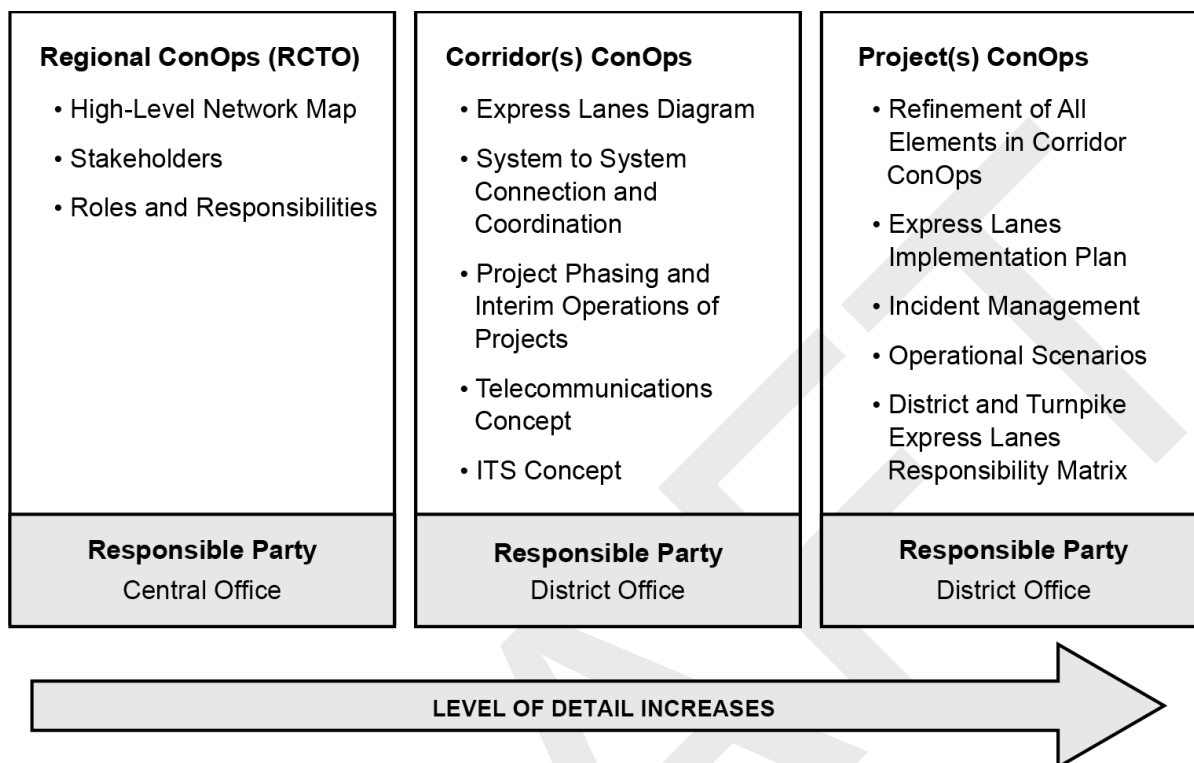 Regional ConOps (RCTO)
• High-Level Network Map
• Stakeholders
• Roles and Responsibilities
Responsible Party
Central Office
Corridor(s) ConOps
• Express Lanes Diagram
• System to System
Connection and
Coordination
• Project Phasing and
Interim Operations of
Projects
• Telecommunications
Concept
• ITS Concept
Responsible Party
District Office
Project(s) ConOps
• Refinement of All
Elements in Corridor
ConOps
• Express Lanes
Implementation Plan
• Incident Management
• Operational Scenarios
• District and Turnpike
Express Lanes
Responsibility Matrix
Responsible Party
District Office
LEVEL OF DETAIL INCREASES